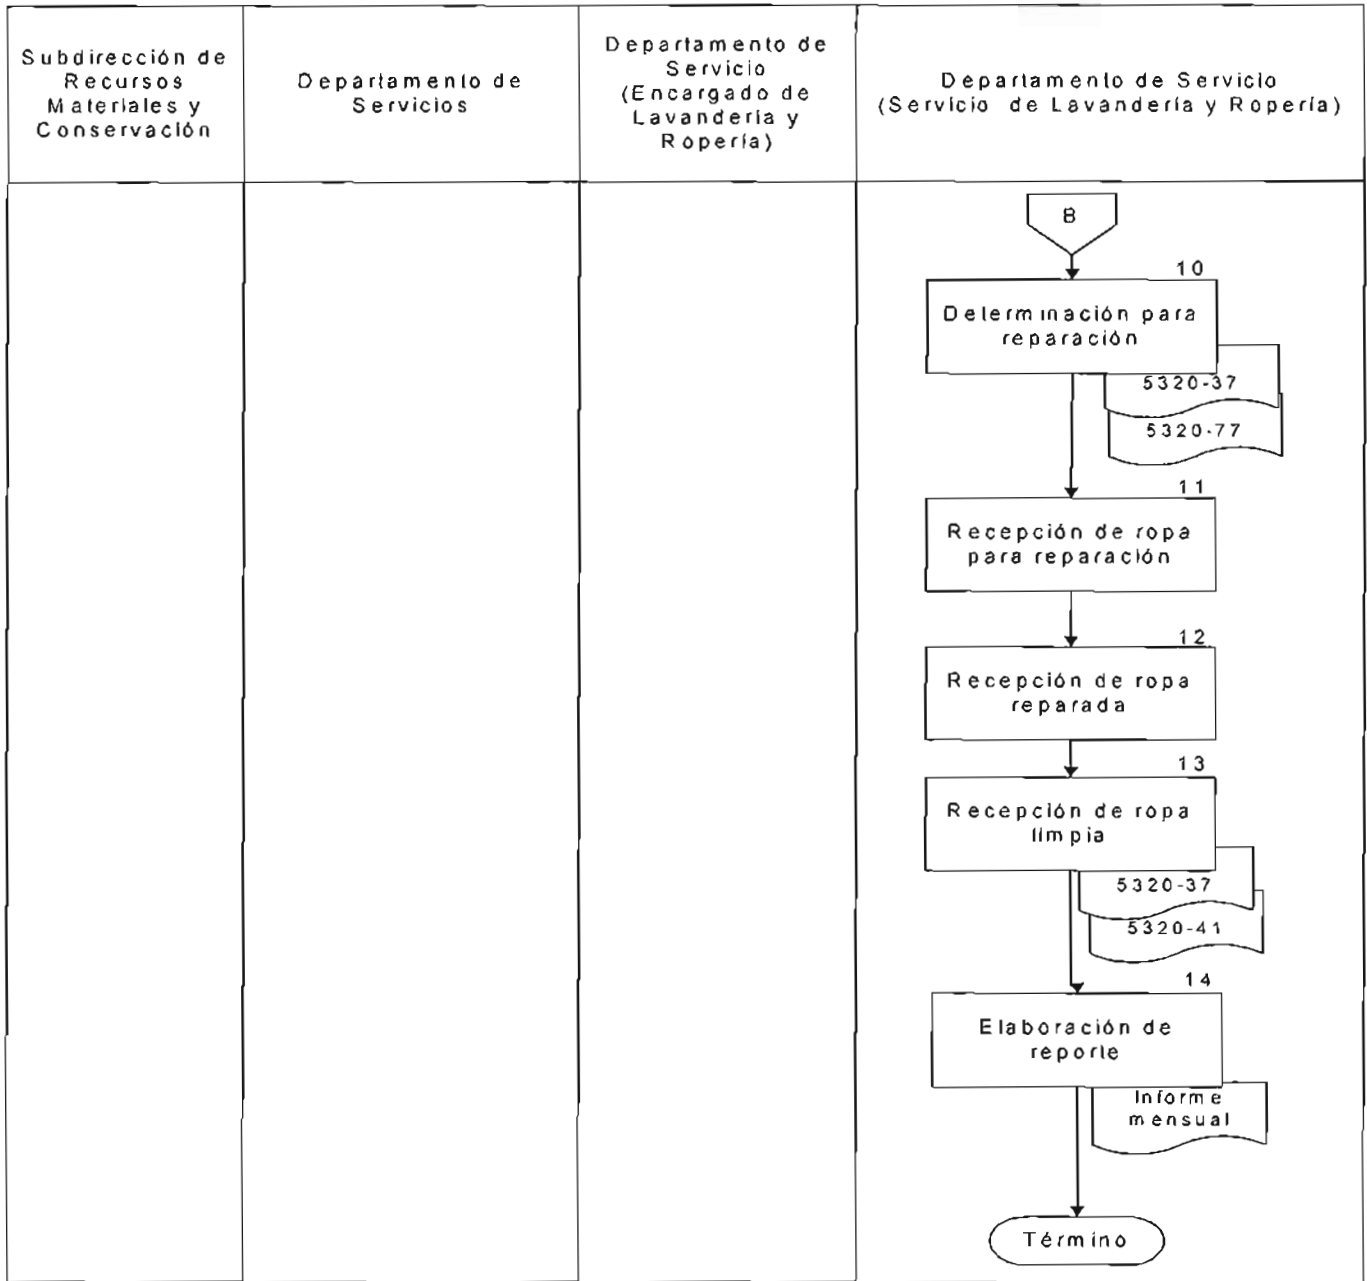 Subdirección de
Recursos
Materiales y
Conservación
Departamento de
Servicios
Departamento de
Servicio
(Encargado de
Lavandería y
Ropería)
Departamento de Servicio
(Servicio de Lavandería y Ropería)
B
10
Determinación para
reparación
5320-37
5320-77
11
Recepción de ropa
para reparación
12
Recepción de ropa
reparada
13
Recepción de ropa
limpia
5320-37
5320-41
14
Elaboración de
reporte
Informe
mensual
Término